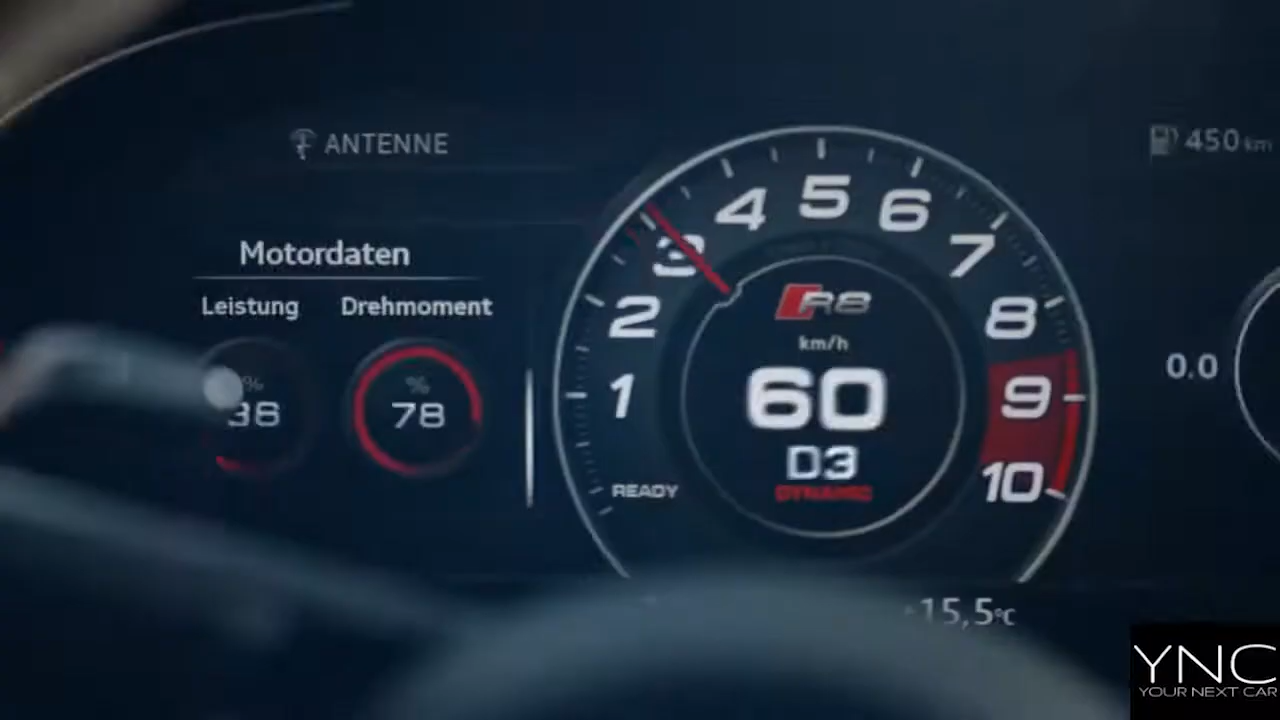 ANTENNE
450 km
Motordaten
Leistung
Drehmoment
%
38
%
78
1
2
3
4
5
6
7
8
9
10
READY
R8
km/h
60
D3
DYNAMIC
0.0
15,5°C
YNC
YOUR NEXT CAR